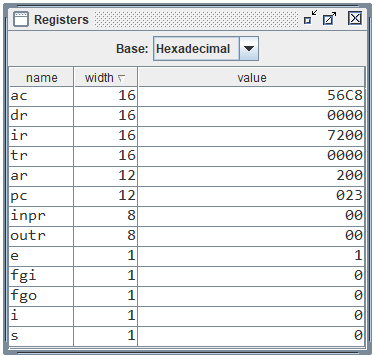 Registers
Base: Hexadecimal
name width value
ac 16 56C8
dr 16 0000
ir 16 7200
tr 16 0000
ar 12 200
pc 12 023
inpr 8 00
outr 8 00
e 1 1
fgi 1 0
fgo 1 0
i 1 0
s 1 0